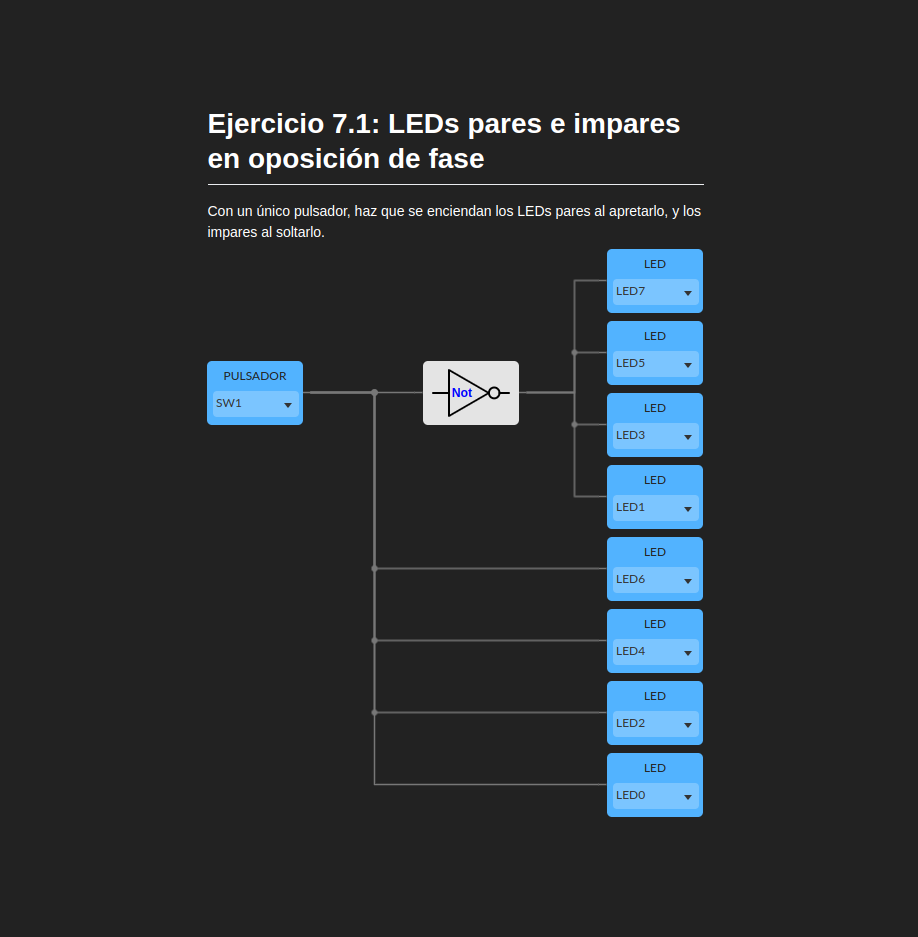 Ejercicio 7.1: LEDs pares e impares
en oposición de fase
Con un único pulsador, haz que se enciendan los LEDs pares al apretarlo, y los
impares al soltarlo.
LED
LED7
LED
LED5
PULSADOR
SW1
Not
LED
LED3
LED
LED1
LED
LED6
LED
LED4
LED
LED2
LED
LED0